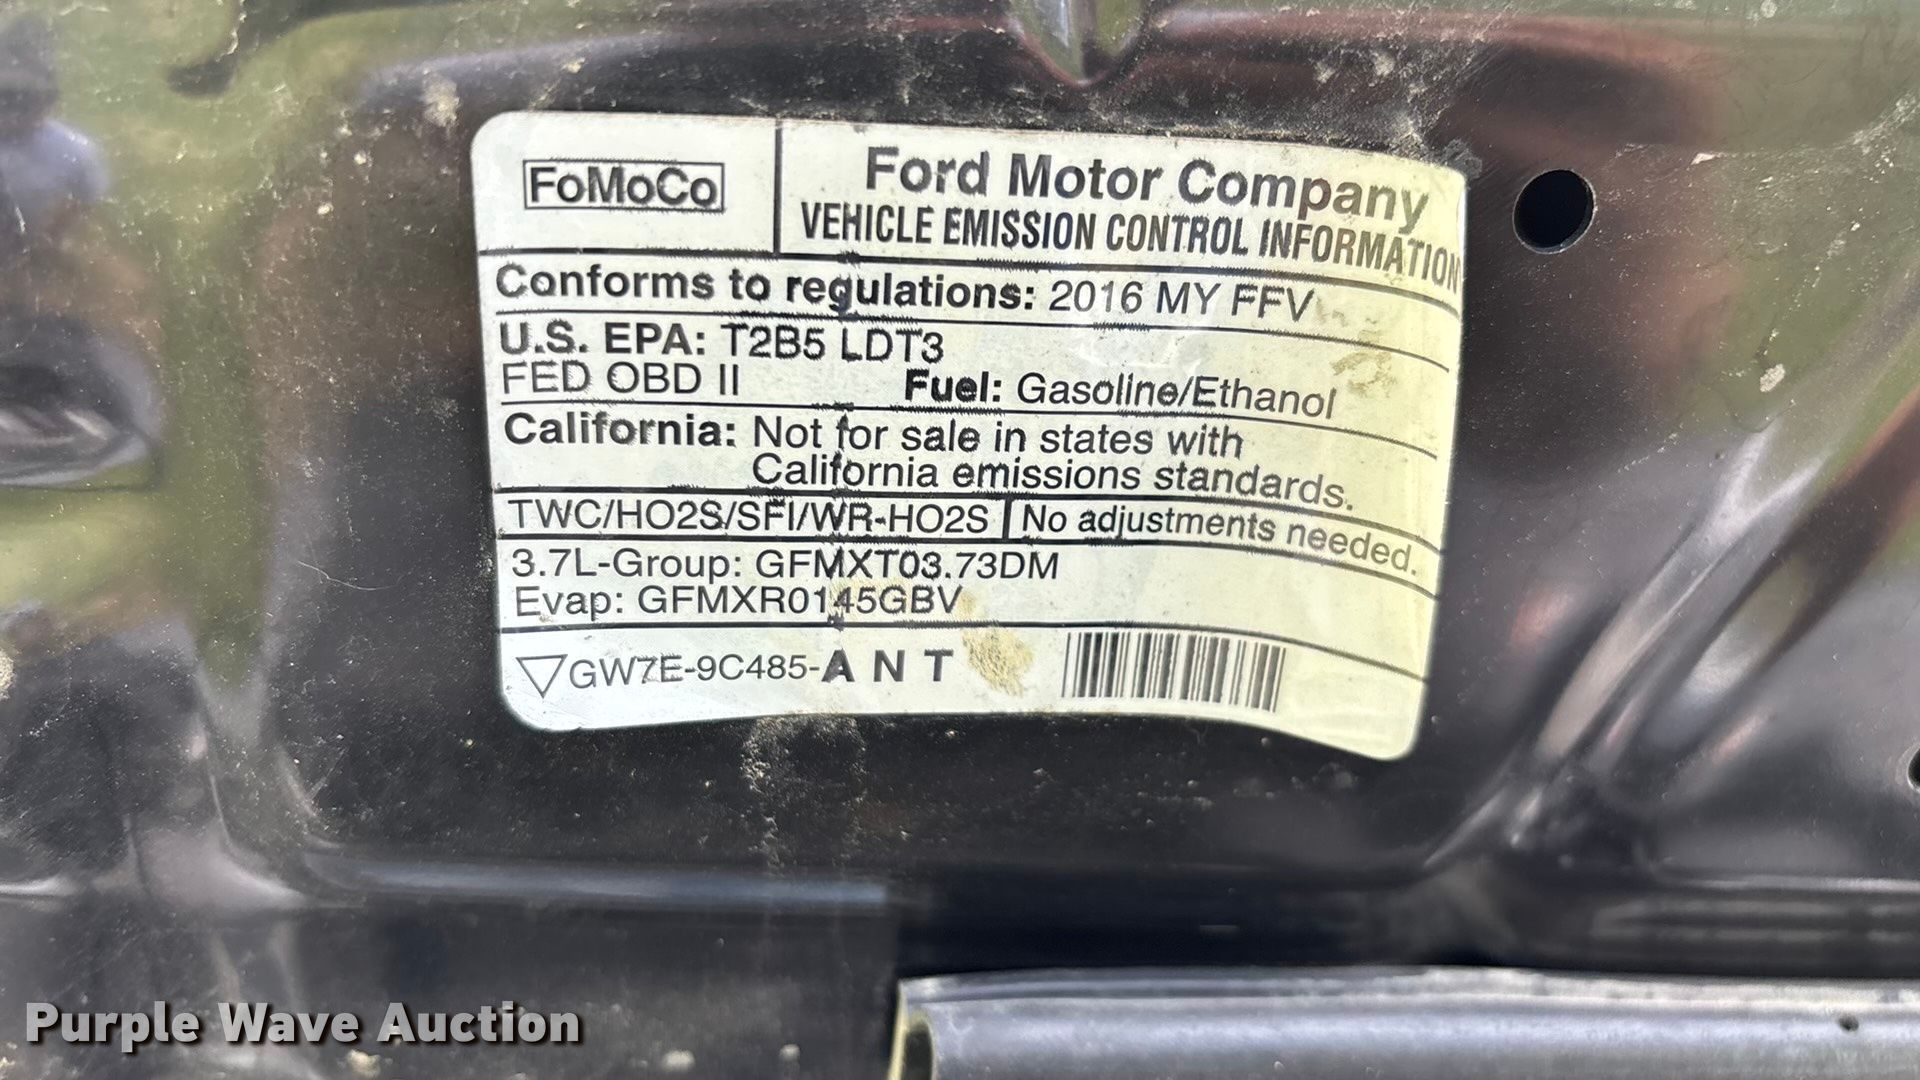 FoMoCo
Ford Motor Company
VEHICLE EMISSION CONTROL INFORMATION
Conforms to regulations: 2016 MY FFV
U.S. EPA: T2B5 LDT3
FED OBD II Fuel: Gasoline/Ethanol
California: Not for sale in states with
California emissions standards.
TWC/HO2S/SFI/WR-HO2S No adjustments needed.
3.7L-Group: GFMXT03.73DM
Evap: GFMXR0145GBV
GW7E-9C485-A N T
Purple Wave Auction